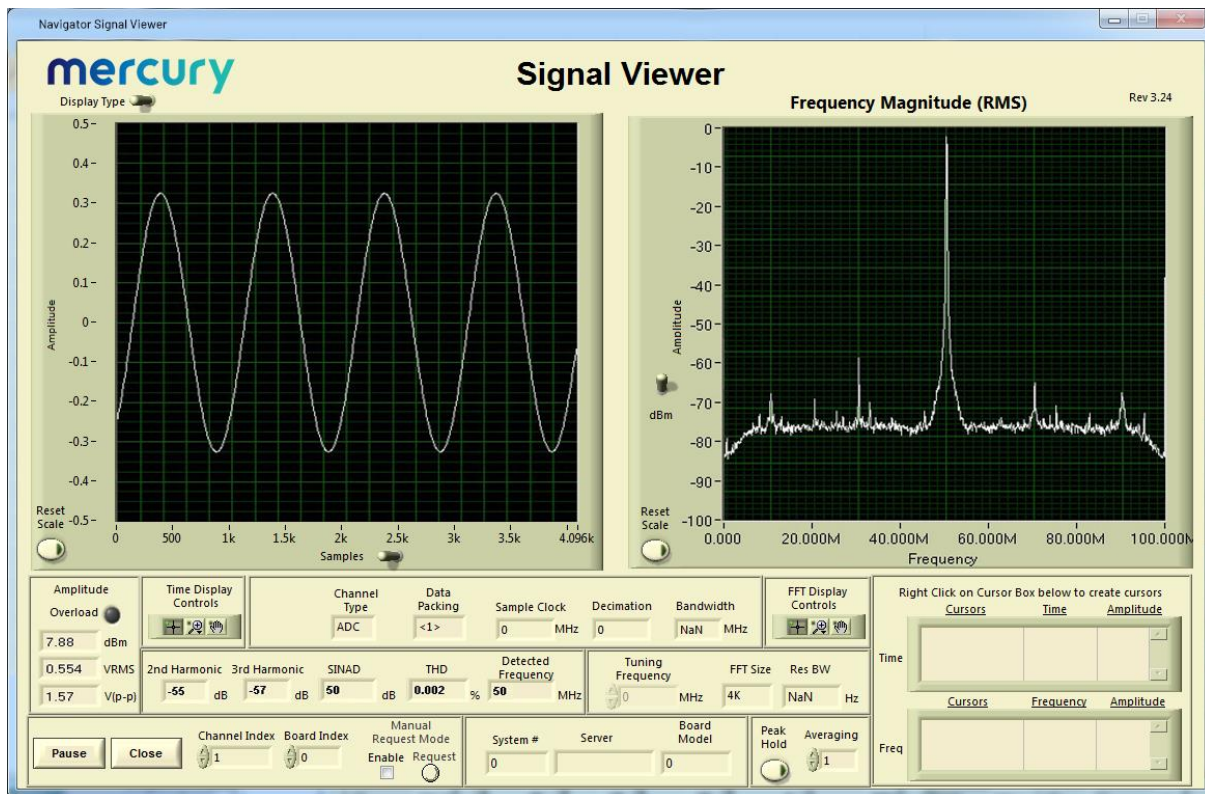 Navigator Signal Viewer
mercury
Signal Viewer
Display Type
Frequency Magnitude (RMS)
Rev 3.24
0.5
0.4
0.3
0.2
0.1
0
-0.1
-0.2
-0.3
-0.4
-0.5
Amplitude
Reset
Scale
0 500 1k 1.5k 2k 2.5k 3k 3.5k 4.096k
Samples
0
-10
-20
-30
-40
-50
-60
-70
-80
-90
-100
Amplitude
dBm
Reset
Scale
0.000 20.000M 40.000M 60.000M 80.000M 100.000M
Frequency
Amplitude
Overload
7.88 dBm
0.554 VRMS
1.57 V(p-p)
Time Display
Controls
Channel
Type
ADC
Data
Packing
<1>
Sample Clock
0 MHz
Decimation
0
Bandwidth
NaN MHz
FFT Display
Controls
2nd Harmonic
-55 dB
3rd Harmonic
-57 dB
SINAD
50 dB
THD
0.002 %
Detected
Frequency
50 MHz
Tuning
Frequency
0 MHz
FFT Size
4K
Res BW
NaN Hz
Right Click on Cursor Box below to create cursors
Cursors Time Amplitude
Time
Cursors Frequency Amplitude
Freq
Pause
Close
Channel Index
1
Board Index
0
Manual
Request Mode
Enable Request
System #
0
Server
Board
Model
0
Peak
Hold
Averaging
1